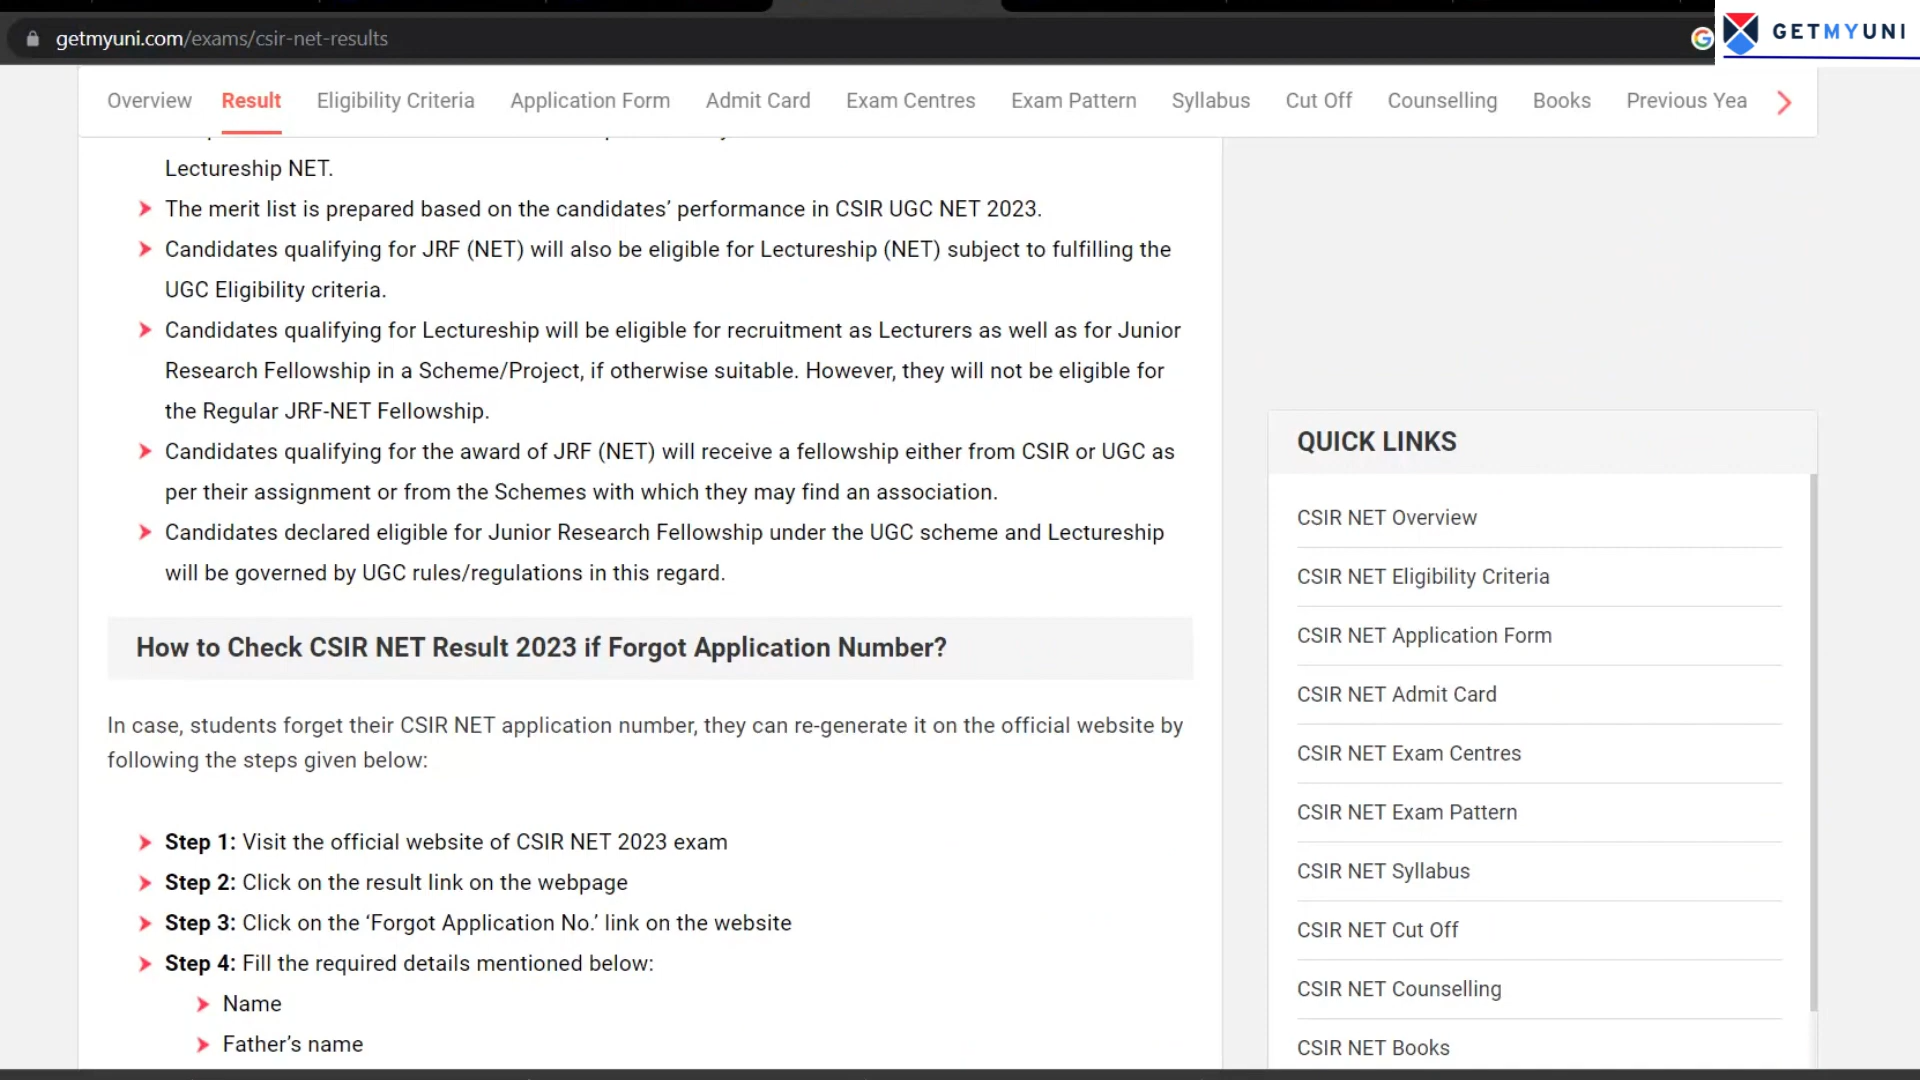 getmyuni.com/exams/csir-net-results
GETMYUNI
Overview Result Eligibility Criteria Application Form Admit Card Exam Centres Exam Pattern Syllabus Cut Off Counselling Books Previous Yea
Lectureship NET.
The merit list is prepared based on the candidates’ performance in CSIR UGC NET 2023.
Candidates qualifying for JRF (NET) will also be eligible for Lectureship (NET) subject to fulfilling the
UGC Eligibility criteria.
Candidates qualifying for Lectureship will be eligible for recruitment as Lecturers as well as for Junior
Research Fellowship in a Scheme/Project, if otherwise suitable. However, they will not be eligible for
the Regular JRF-NET Fellowship.
Candidates qualifying for the award of JRF (NET) will receive a fellowship either from CSIR or UGC as
per their assignment or from the Schemes with which they may find an association.
Candidates declared eligible for Junior Research Fellowship under the UGC scheme and Lectureship
will be governed by UGC rules/regulations in this regard.
How to Check CSIR NET Result 2023 if Forgot Application Number?
In case, students forget their CSIR NET application number, they can re-generate it on the official website by
following the steps given below:
Step 1: Visit the official website of CSIR NET 2023 exam
Step 2: Click on the result link on the webpage
Step 3: Click on the ‘Forgot Application No.’ link on the website
Step 4: Fill the required details mentioned below:
Name
Father’s name
QUICK LINKS
CSIR NET Overview
CSIR NET Eligibility Criteria
CSIR NET Application Form
CSIR NET Admit Card
CSIR NET Exam Centres
CSIR NET Exam Pattern
CSIR NET Syllabus
CSIR NET Cut Off
CSIR NET Counselling
CSIR NET Books